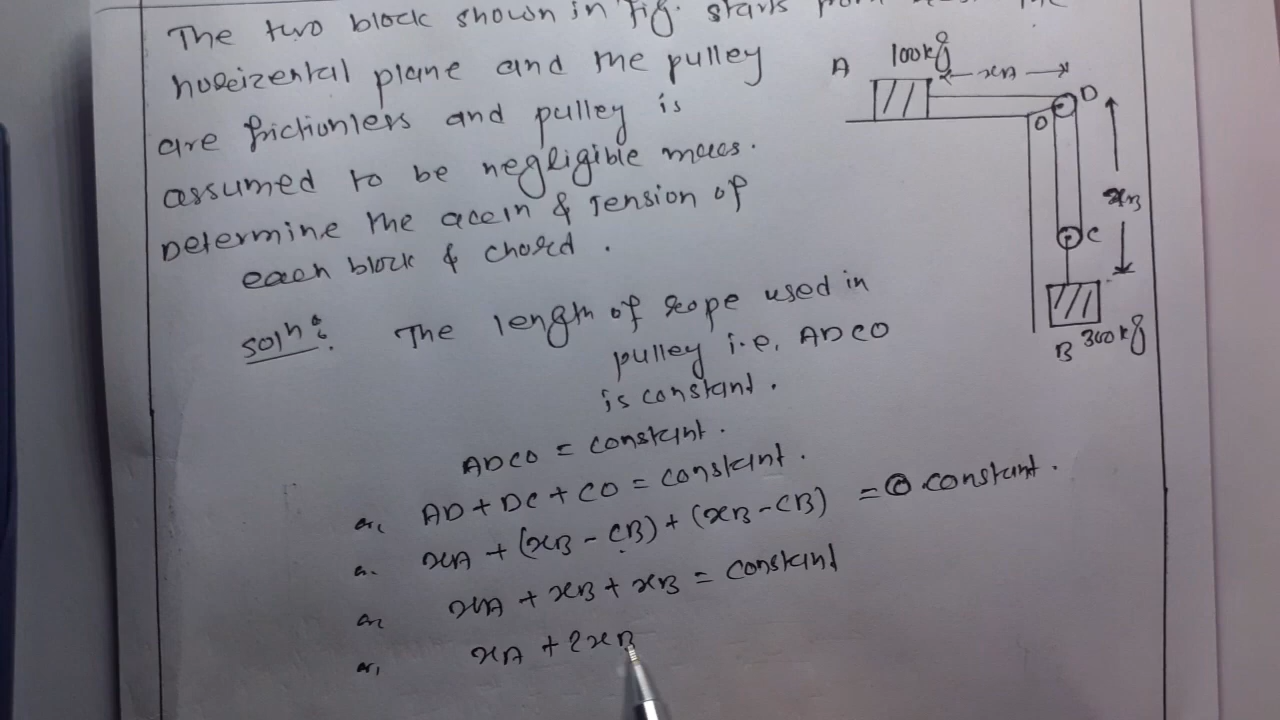 The two block shown in fig. starts from
horeizental plane and the pulley
are frictionless and pulley is
assumed to be negligible mass.
Determine the aceln & Tension of
each block & chord.
A 100kg
xA
D
O
xB
C
B 300kg
Soln:
The length of rope used in
pulley i.e, ADCO
is constant.
ADCO = constant.
or, AD + DC + CO = constant.
or, xA + (xB - CB) + (xB - CB) = constant.
or, xA + xB + xB = constant
or, xA + 2xB